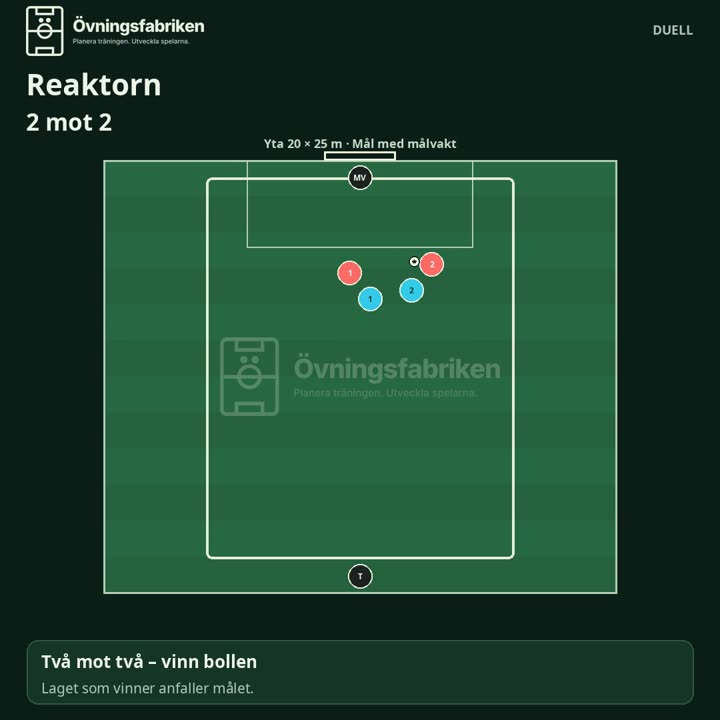 Övningsfabriken
Planera träningen. Utveckla spelarna.
DUELL
Reaktorn
2 mot 2
Yta 20 × 25 m · Mål med målvakt
MV
1
2
1
2
Övningsfabriken
Planera träningen. Utveckla spelarna.
T
Två mot två – vinn bollen
Laget som vinner anfaller målet.